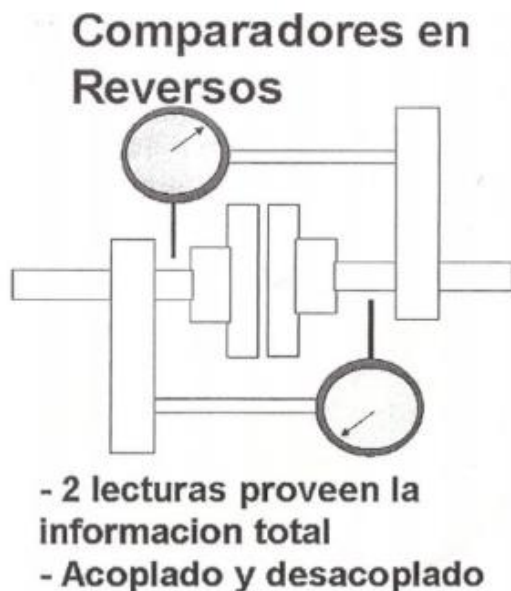 Comparadores en
Reversos
- 2 lecturas proveen la
informacion total
- Acoplado y desacoplado